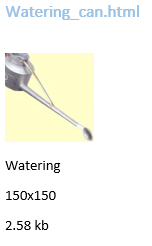 Watering_can.html
Watering
150x150
2.58 kb